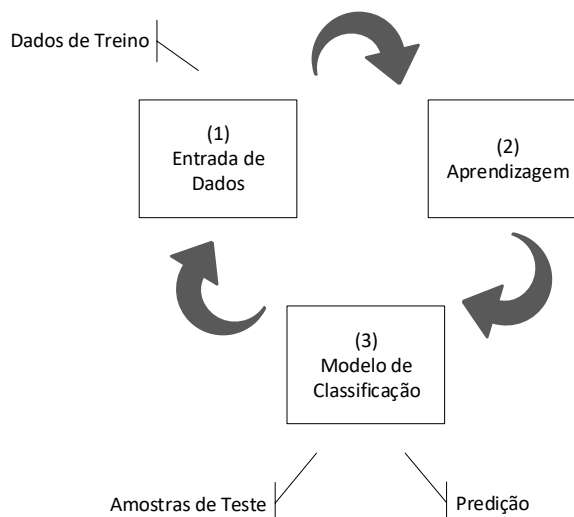 Dados de Treino
(1)
Entrada de
Dados
(2)
Aprendizagem
(3)
Modelo de
Classificação
Amostras de Teste
Predição